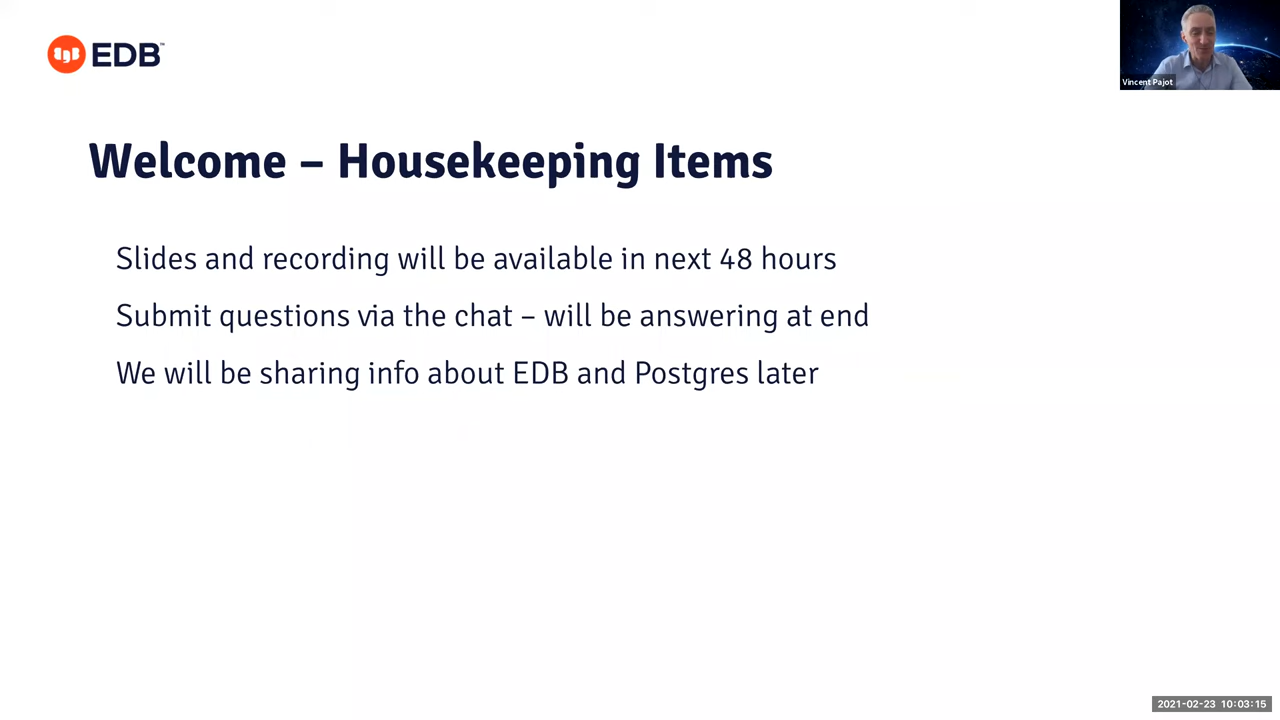 EDB™
Vincent Pajot
Welcome – Housekeeping Items
Slides and recording will be available in next 48 hours
Submit questions via the chat – will be answering at end
We will be sharing info about EDB and Postgres later
2021-02-23 10:03:15